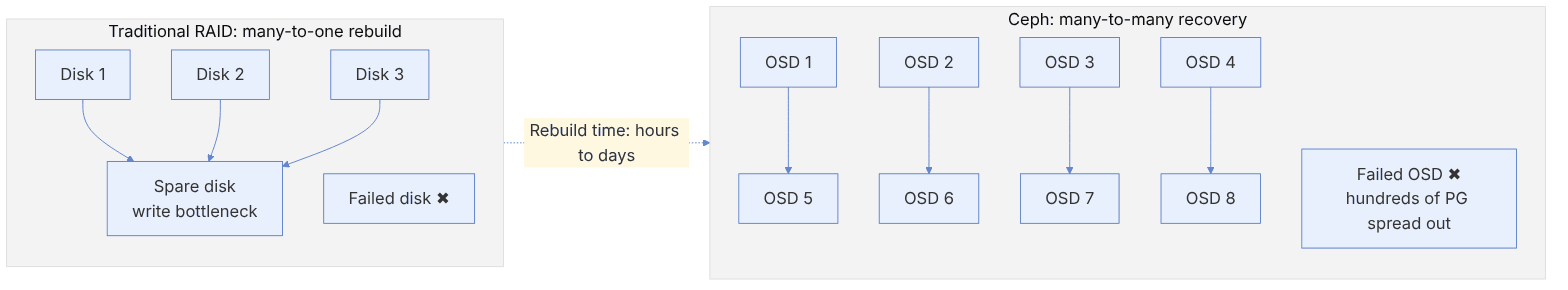 Traditional RAID: many-to-one rebuild
Disk 1
Disk 2
Disk 3
Spare disk
write bottleneck
Failed disk ✖
Rebuild time: hours
to days
Ceph: many-to-many recovery
OSD 1
OSD 2
OSD 3
OSD 4
OSD 5
OSD 6
OSD 7
OSD 8
Failed OSD ✖
hundreds of PG
spread out